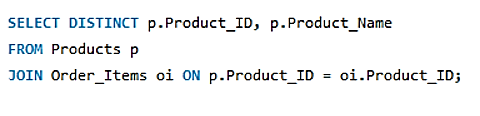 SELECT DISTINCT p.Product_ID, p.Product_Name
FROM Products p
JOIN Order_Items oi ON p.Product_ID = oi.Product_ID;